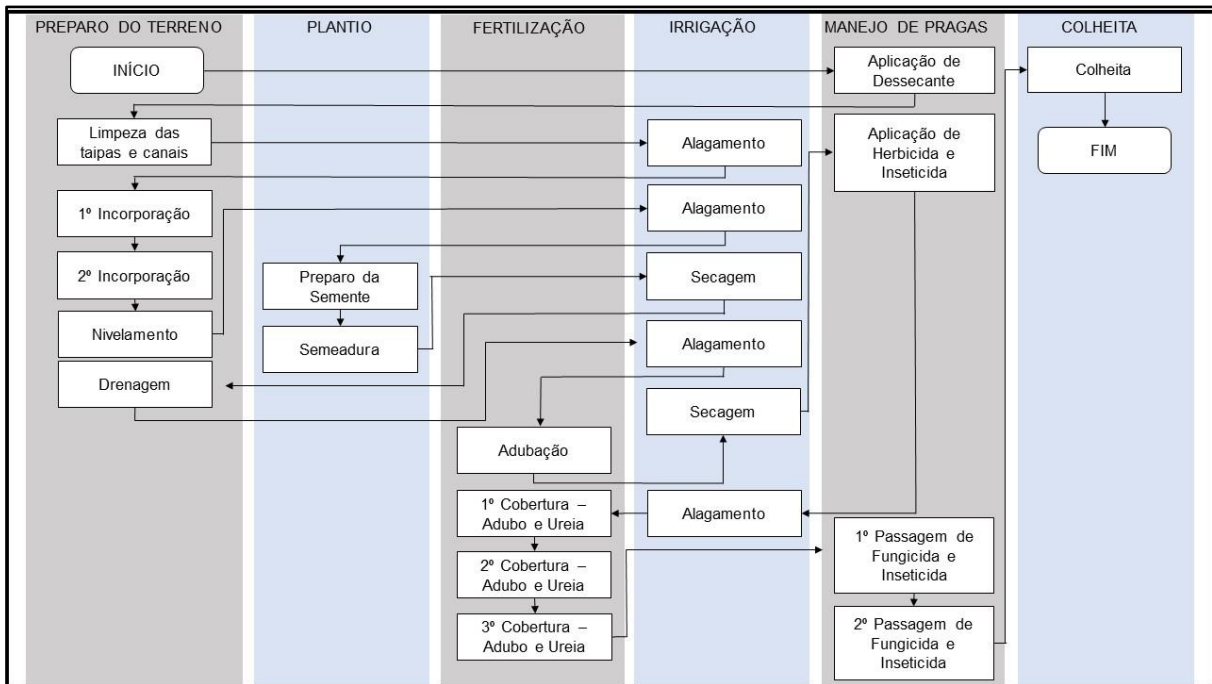 PREPARO DO TERRENO
PLANTIO
FERTILIZAÇÃO
IRRIGAÇÃO
MANEJO DE PRAGAS
COLHEITA
INÍCIO
Limpeza das
taipas e canais
1º Incorporação
2º Incorporação
Nivelamento
Drenagem
Preparo da
Semente
Semeadura
Adubação
1º Cobertura –
Adubo e Ureia
2º Cobertura –
Adubo e Ureia
3º Cobertura –
Adubo e Ureia
Alagamento
Alagamento
Secagem
Alagamento
Secagem
Alagamento
Aplicação de
Dessecante
Aplicação de
Herbicida e
Inseticida
1º Passagem de
Fungicida e
Inseticida
2º Passagem de
Fungicida e
Inseticida
Colheita
FIM